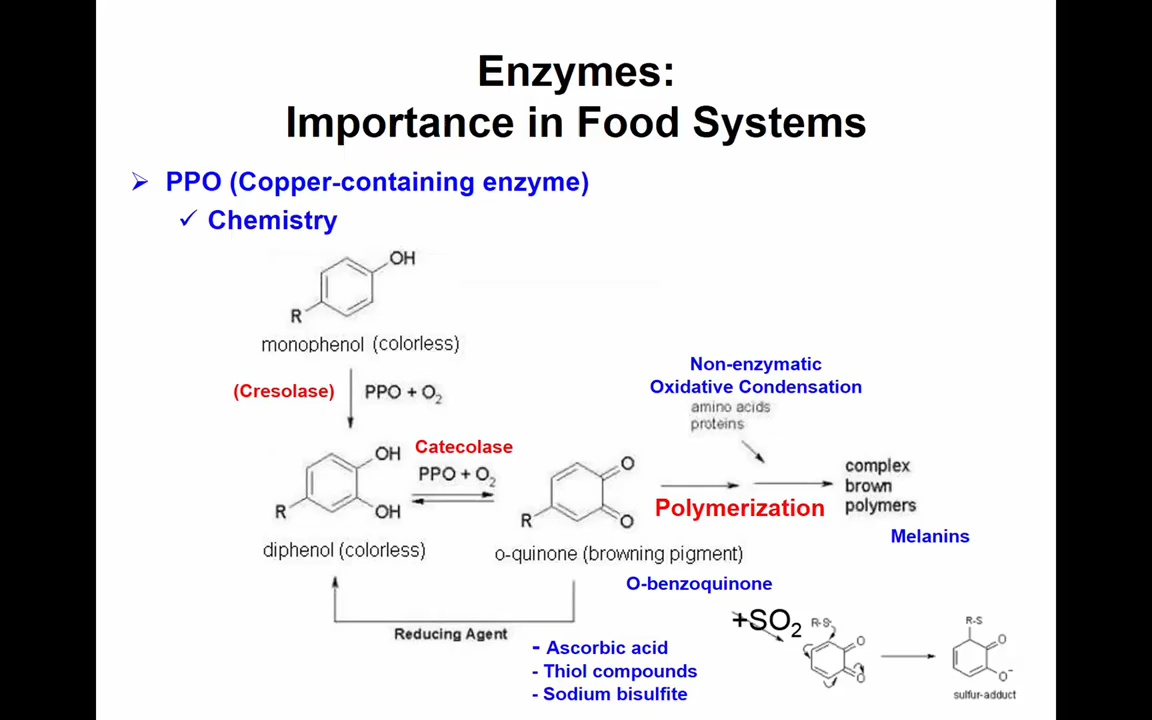 Enzymes:
Importance in Food Systems
➢ PPO (Copper-containing enzyme)
✓ Chemistry
OH
R
monophenol (colorless)
(Cresolase) PPO + O2
Non-enzymatic
Oxidative Condensation
amino acids
proteins
Catecolase
PPO + O2
OH
OH
R
diphenol (colorless)
O
O
R
o-quinone (browning pigment)
O-benzoquinone
Polymerization
complex
brown
polymers
Melanins
Reducing Agent
- Ascorbic acid
- Thiol compounds
- Sodium bisulfite
+SO2
R-S
O
O
R-S
O
O-
sulfur-adduct